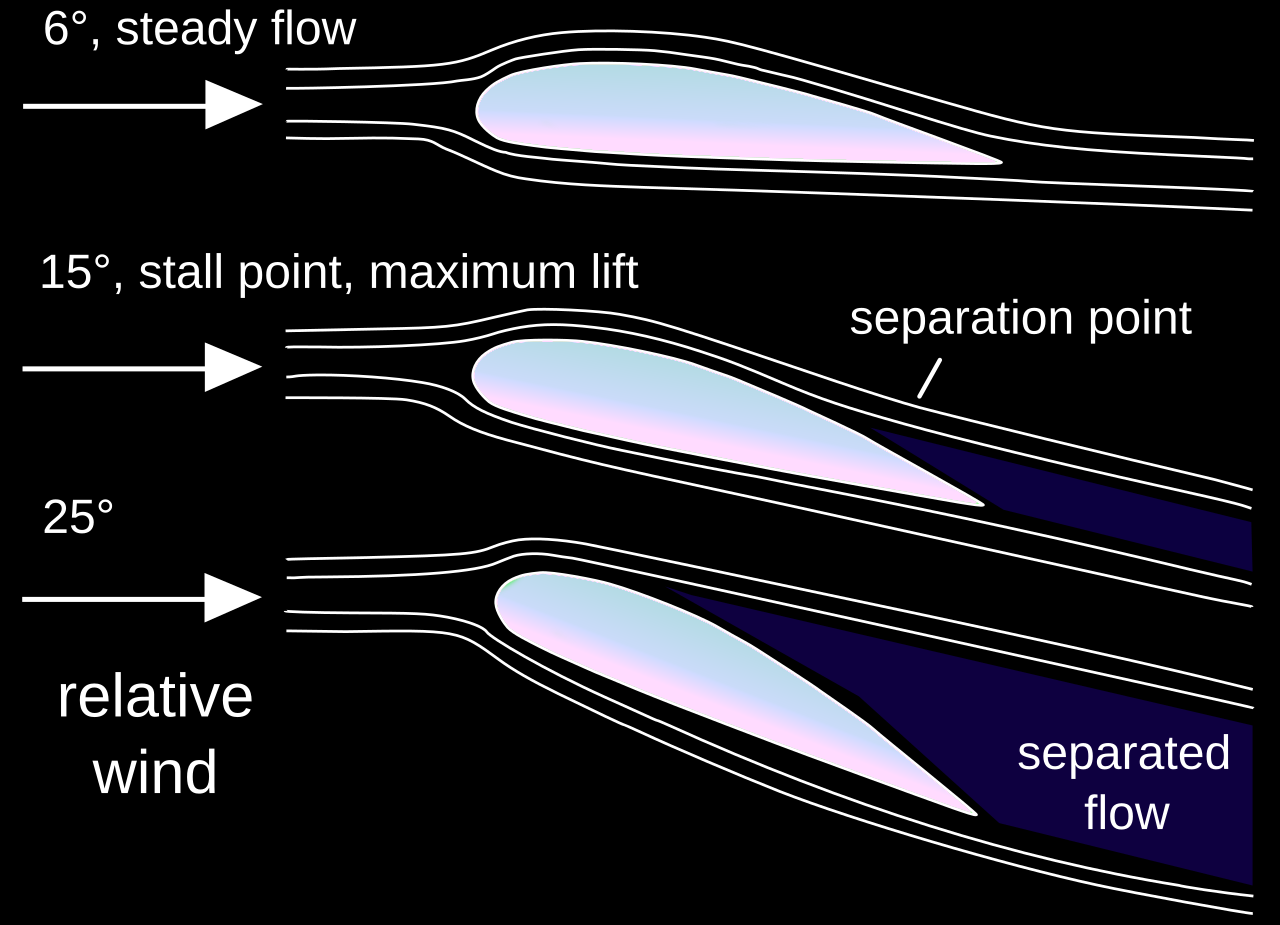 6°, steady flow
15°, stall point, maximum lift
separation point
25°
relative
wind
separated
flow